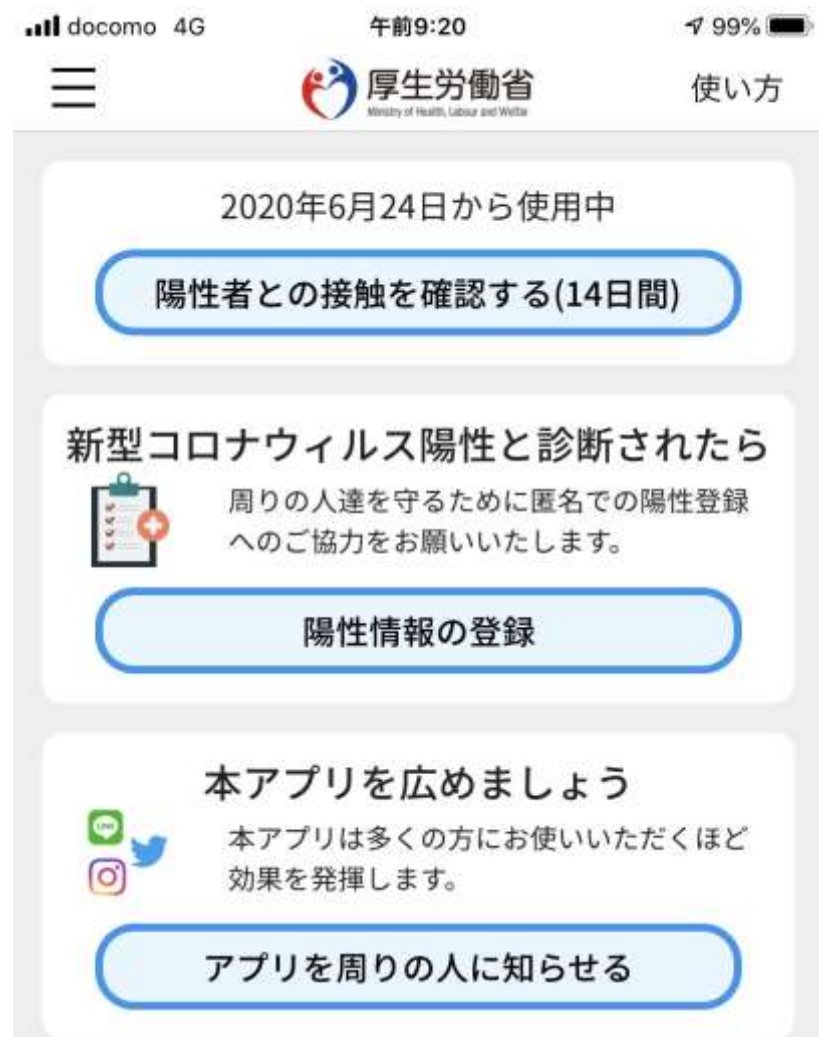 docomo 4G 午前9:20 99%
厚生労働省 使い方
Ministry of Health, Labour and Welfar
2020年6月24日から使用中
陽性者との接触を確認する(14日間)
新型コロナウィルス陽性と診断されたら
周りの人達を守るために匿名での陽性登録
へのご協力をお願いいたします。
陽性情報の登録
本アプリを広めましょう
LINE
本アプリは多くの方にお使いいただくほど
効果を発揮します。
アプリを周りの人に知らせる